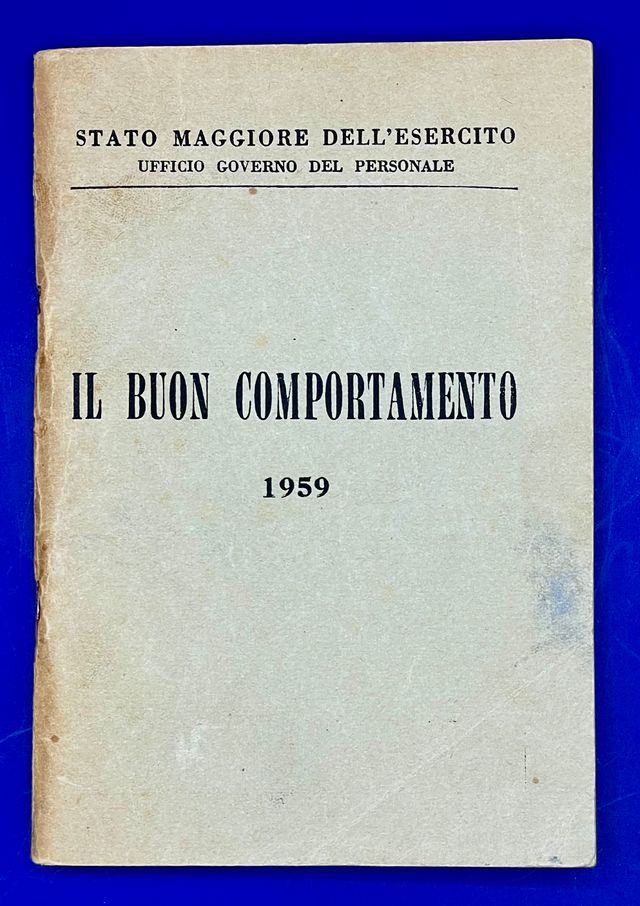 STATO MAGGIORE DELL'ESERCITO
UFFICIO GOVERNO DEL PERSONALE
IL BUON COMPORTAMENTO
1959